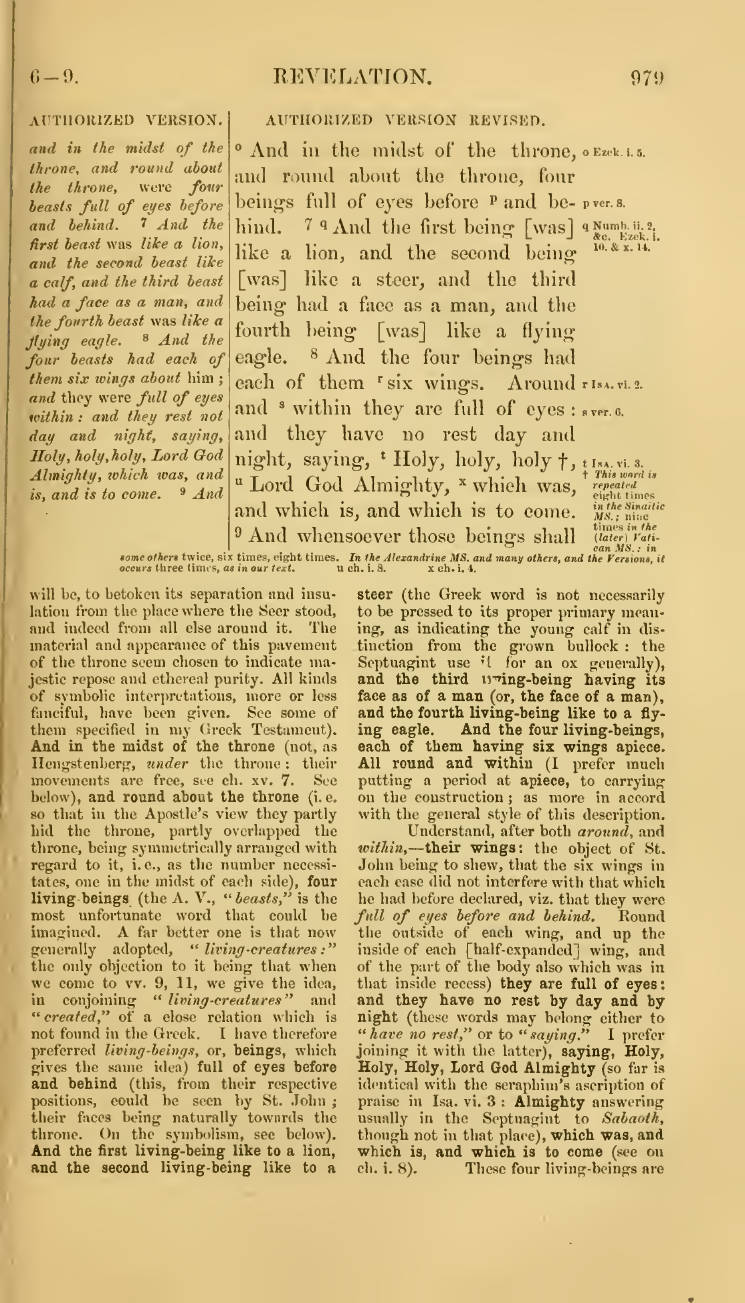 6–9.
REVELATION.
979
AUTHORIZED VERSION.
and in the midst of the
throne, and round about
the throne, were four
beasts full of eyes before
and behind. 7 And the
first beast was like a lion,
and the second beast like
a calf, and the third beast
had a face as a man, and
the fourth beast was like a
flying eagle. 8 And the
four beasts had each of
them six wings about him ;
and they were full of eyes
within : and they rest not
day and night, saying,
Holy, holy, holy, Lord God
Almighty, which was, and
is, and is to come. 9 And
AUTHORIZED VERSION REVISED.
o And in the midst of the throne,
and round about the throne, four
beings full of eyes before p and be-
hind. 7 q And the first being [was]
like a lion, and the second being
[was] like a steer, and the third
being had a face as a man, and the
fourth being [was] like a flying
eagle. 8 And the four beings had
each of them r six wings. Around
and s within they are full of eyes :
and they have no rest day and
night, saying, t Holy, holy, holy †,
u Lord God Almighty, x which was,
and which is, and which is to come.
9 And whensoever those beings shall
o Ezek. i. 5.
p ver. 8.
q Numb. ii. 2,
&c. Ezek. i.
10. & x. 14.
r Isa. vi. 2.
s ver. 6.
t Isa. vi. 3.
† This word is
repeated
eight times
in the Sinaitic
MS.; nine
times in the
(later) Vati-
can MS. : in
some others twice, six times, eight times. In the Alexandrine MS. and many others, and the Versions, it
occurs three times, as in our text. u ch. i. 8. x ch. i. 4.
will be, to betoken its separation and insu-
lation from the place where the Seer stood,
and indeed from all else around it. The
material and appearance of this pavement
of the throne seem chosen to indicate ma-
jestic repose and ethereal purity. All kinds
of symbolic interpretations, more or less
fanciful, have been given. See some of
them specified in my Greek Testament).
And in the midst of the throne (not, as
Hengstenberg, under the throne : their
movements are free, see ch. xv. 7. See
below), and round about the throne (i. e.
so that in the Apostle's view they partly
hid the throne, partly overlapped the
throne, being symmetrically arranged with
regard to it, i. e., as the number necessi-
tates, one in the midst of each side), four
living-beings (the A. V., "beasts," is the
most unfortunate word that could be
imagined. A far better one is that now
generally adopted, "living-creatures :"
the only objection to it being that when
we come to vv. 9, 11, we give the idea,
in conjoining "living-creatures" and
"created," of a close relation which is
not found in the Greek. I have therefore
preferred living-beings, or, beings, which
gives the same idea) full of eyes before
and behind (this, from their respective
positions, could be seen by St. John ;
their faces being naturally towards the
throne. On the symbolism, see below).
And the first living-being like to a lion,
and the second living-being like to a
steer (the Greek word is not necessarily
to be pressed to its proper primary mean-
ing, as indicating the young calf in dis-
tinction from the grown bullock : the
Septuagint use for an ox generally),
and the third having its
face as of a man (or, the face of a man),
and the fourth living-being like to a fly-
ing eagle. And the four living-beings,
each of them having six wings apiece.
All round and within (I prefer much
putting a period at apiece, to carrying
on the construction ; as more in accord
with the general style of this description.
Understand, after both around, and
within,—their wings : the object of St.
John being to shew, that the six wings in
each case did not interfere with that which
he had before declared, viz. that they were
full of eyes before and behind. Round
the outside of each wing, and up the
inside of each [half-expanded] wing, and
of the part of the body also which was in
that inside recess) they are full of eyes :
and they have no rest by day and by
night (these words may belong either to
"have no rest," or to "saying." I prefer
joining it with the latter), saying, Holy,
Holy, Holy, Lord God Almighty (so far is
identical with the seraphim's ascription of
praise in Isa. vi. 3 : Almighty answering
usually in the Septuagint to Sabaoth,
though not in that place), which was, and
which is, and which is to come (see on
ch. i. 8). These four living-beings are